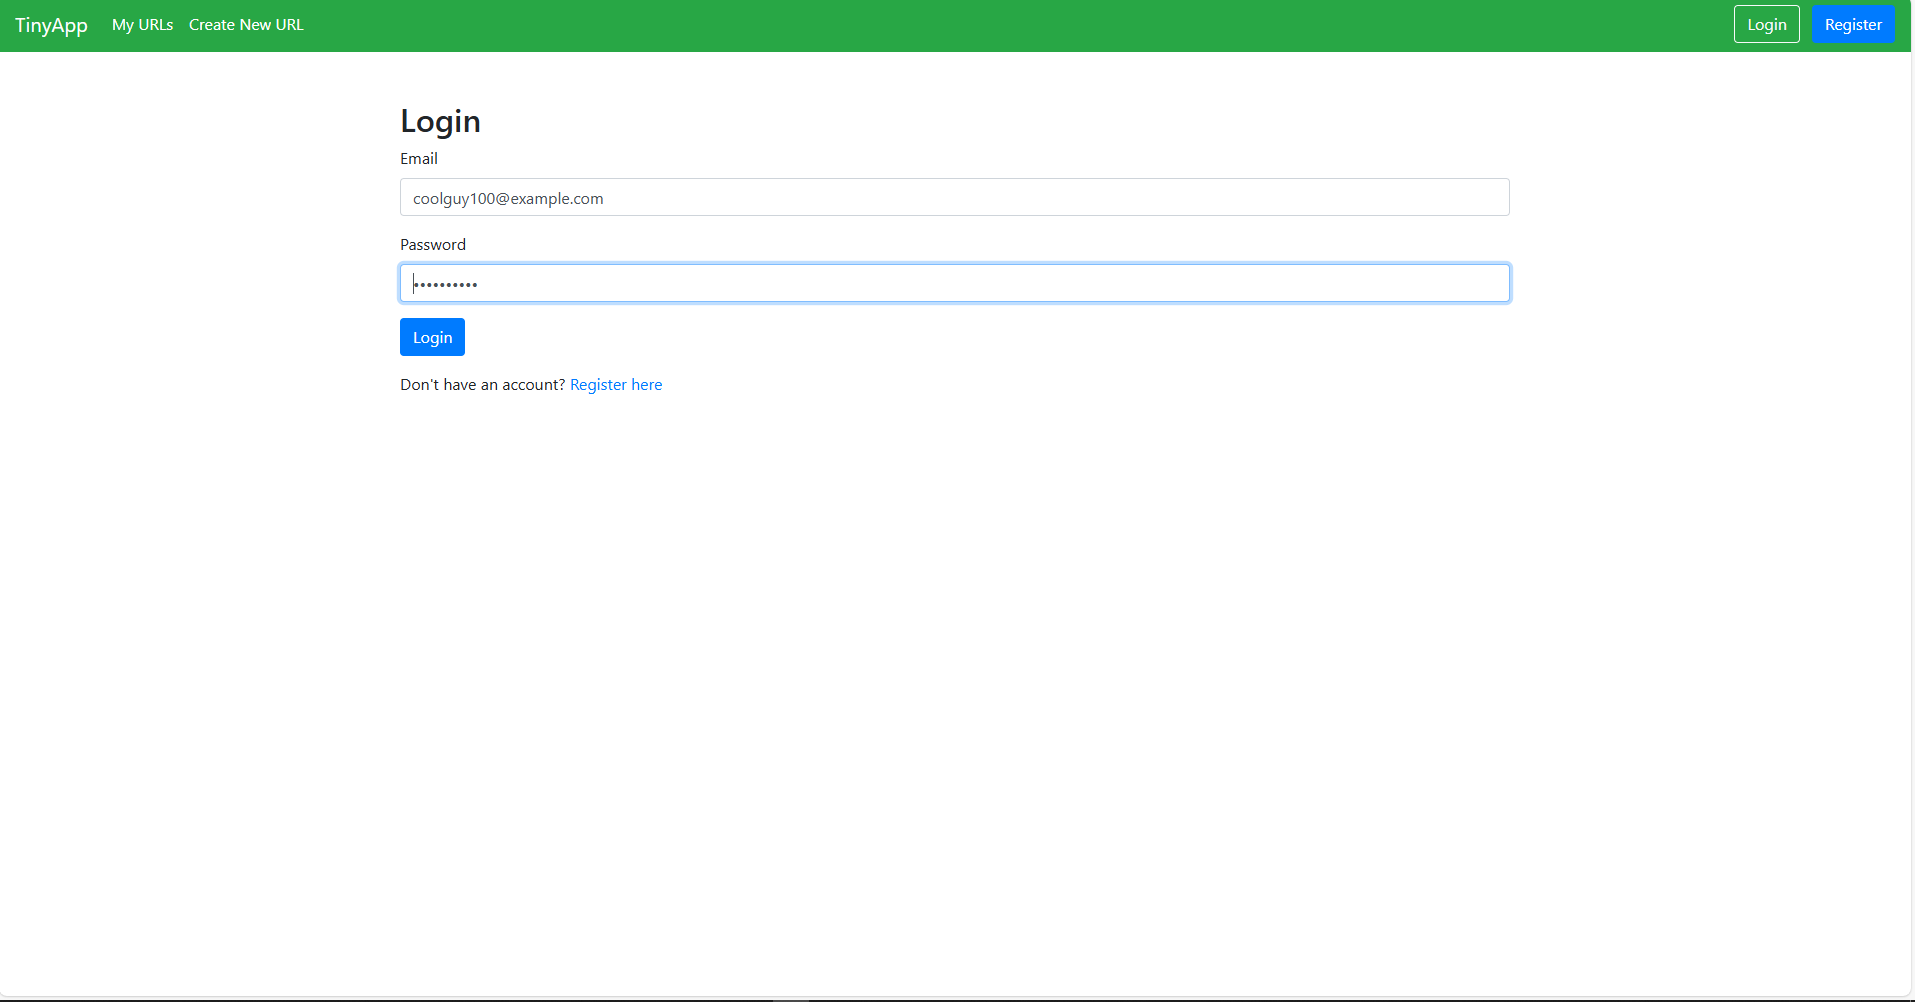 TinyApp My URLs Create New URL Login Register
Login
Email
coolguy100@example.com
Password
••••••••••
Login
Don't have an account? Register here